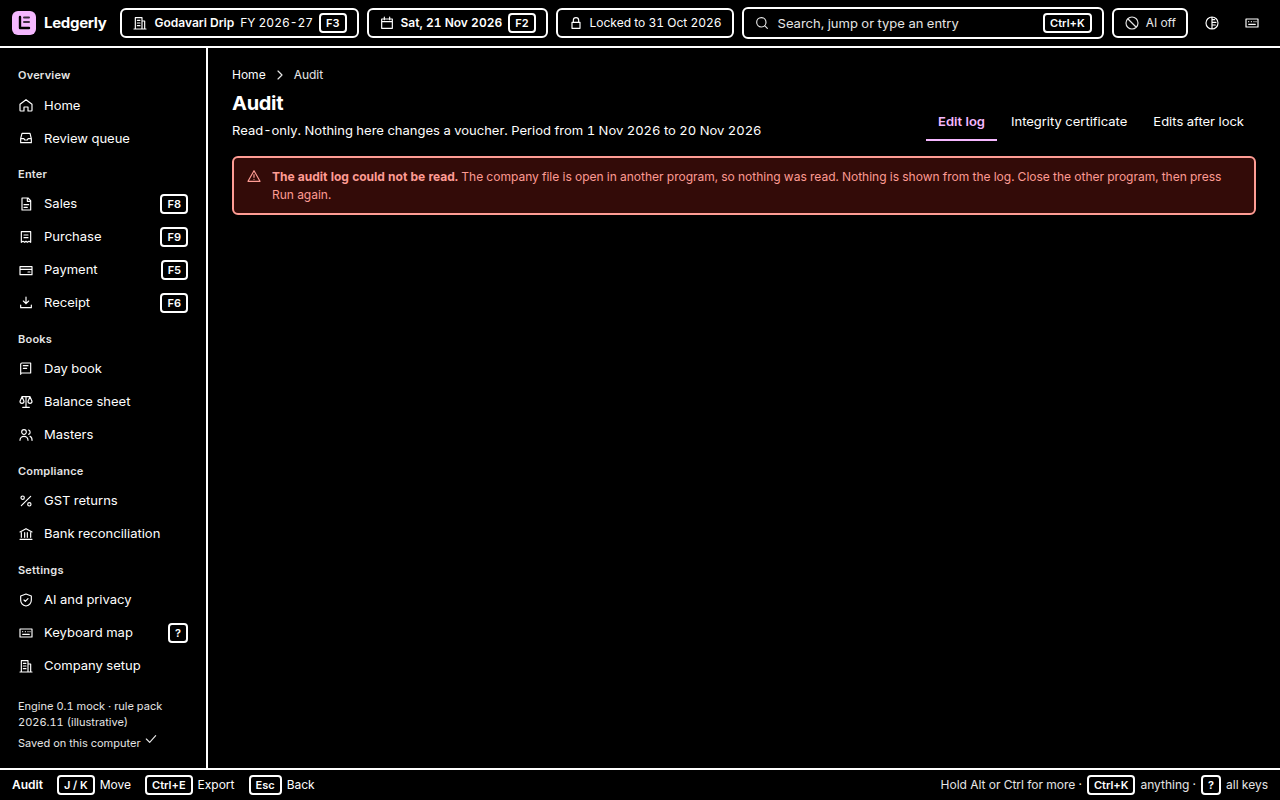 Ledgerly
Godavari Drip FY 2026-27 F3
Sat, 21 Nov 2026 F2
Locked to 31 Oct 2026
Search, jump or type an entry Ctrl+K
AI off
Overview
Home
Review queue
Enter
Sales F8
Purchase F9
Payment F5
Receipt F6
Books
Day book
Balance sheet
Masters
Compliance
GST returns
Bank reconciliation
Settings
AI and privacy
Keyboard map ?
Company setup
Engine 0.1 mock · rule pack
2026.11 (illustrative)
Saved on this computer
Home > Audit
Audit
Read-only. Nothing here changes a voucher. Period from 1 Nov 2026 to 20 Nov 2026
Edit log Integrity certificate Edits after lock
The audit log could not be read. The company file is open in another program, so nothing was read. Nothing is shown from the log. Close the other program, then press
Run again.
Audit J / K Move Ctrl+E Export Esc Back
Hold Alt or Ctrl for more · Ctrl+K anything · ? all keys